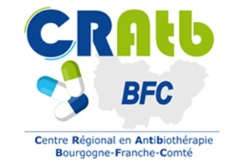 CRAtb
BFC
Centre Régional en AntiBiothérapie
Bourgogne-Franche-Comté